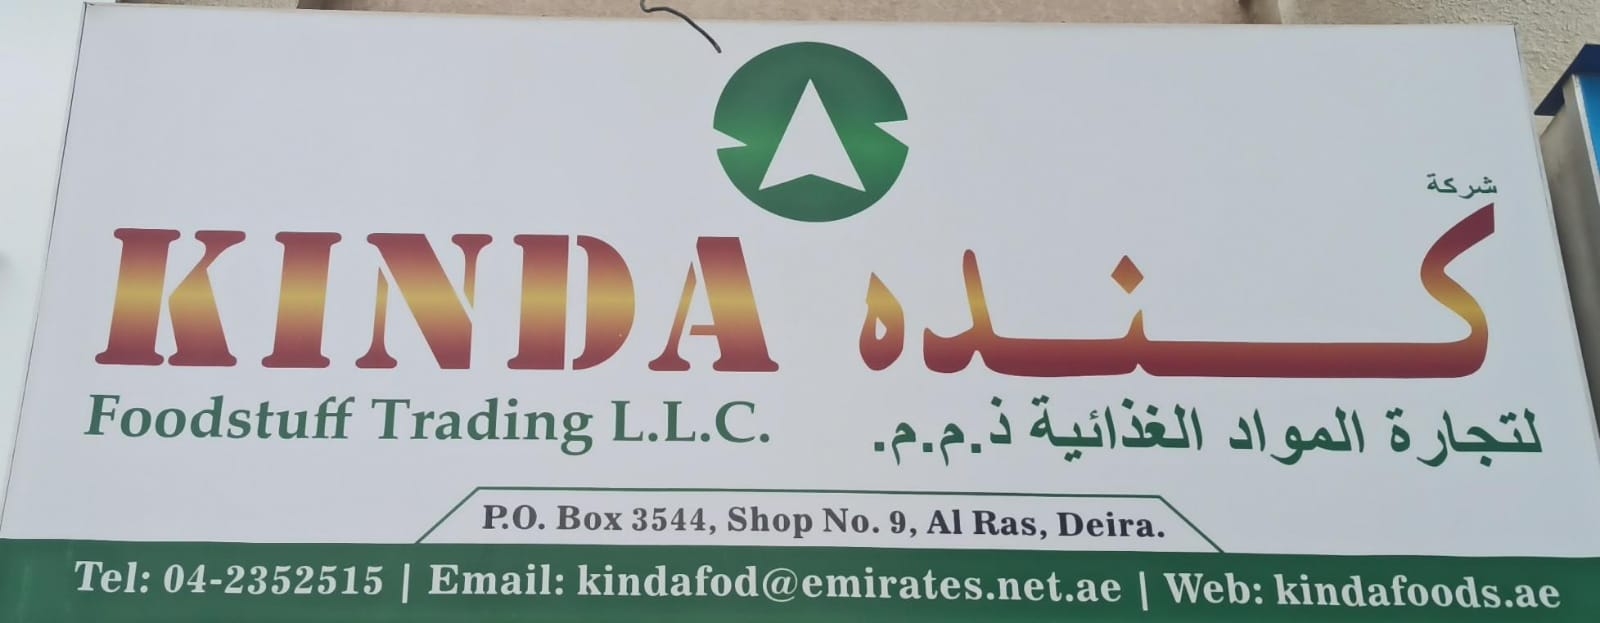 شركة
KINDA كنده
Foodstuff Trading L.L.C. لتجارة المواد الغذائية ذ.م.م.
P.O. Box 3544, Shop No. 9, Al Ras, Deira.
Tel: 04-2352515 | Email: kindafod@emirates.net.ae | Web: kindafoods.ae